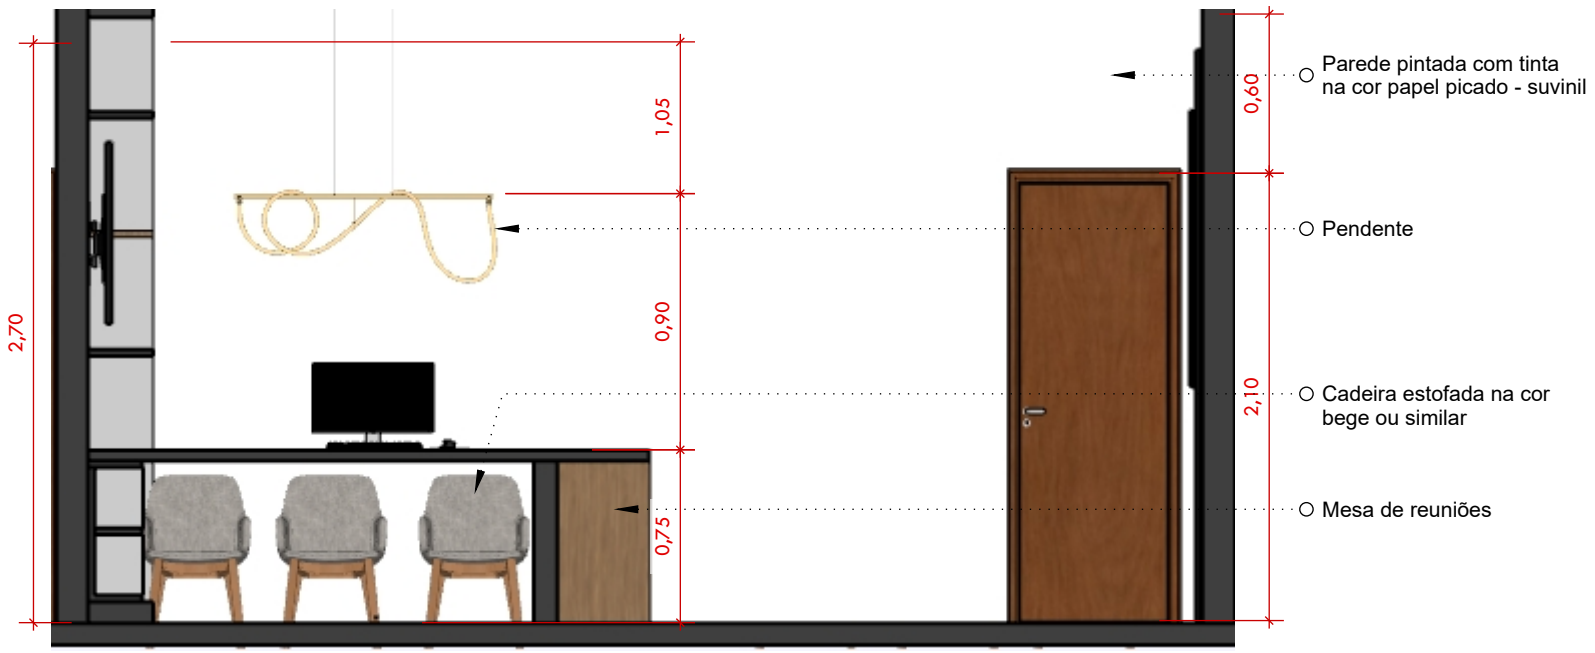 Parede pintada com tinta
na cor papel picado - suvinil
0,60
1,05
Pendente
2,70
0,90
2,10
Cadeira estofada na cor
bege ou similar
Mesa de reuniões
0,75